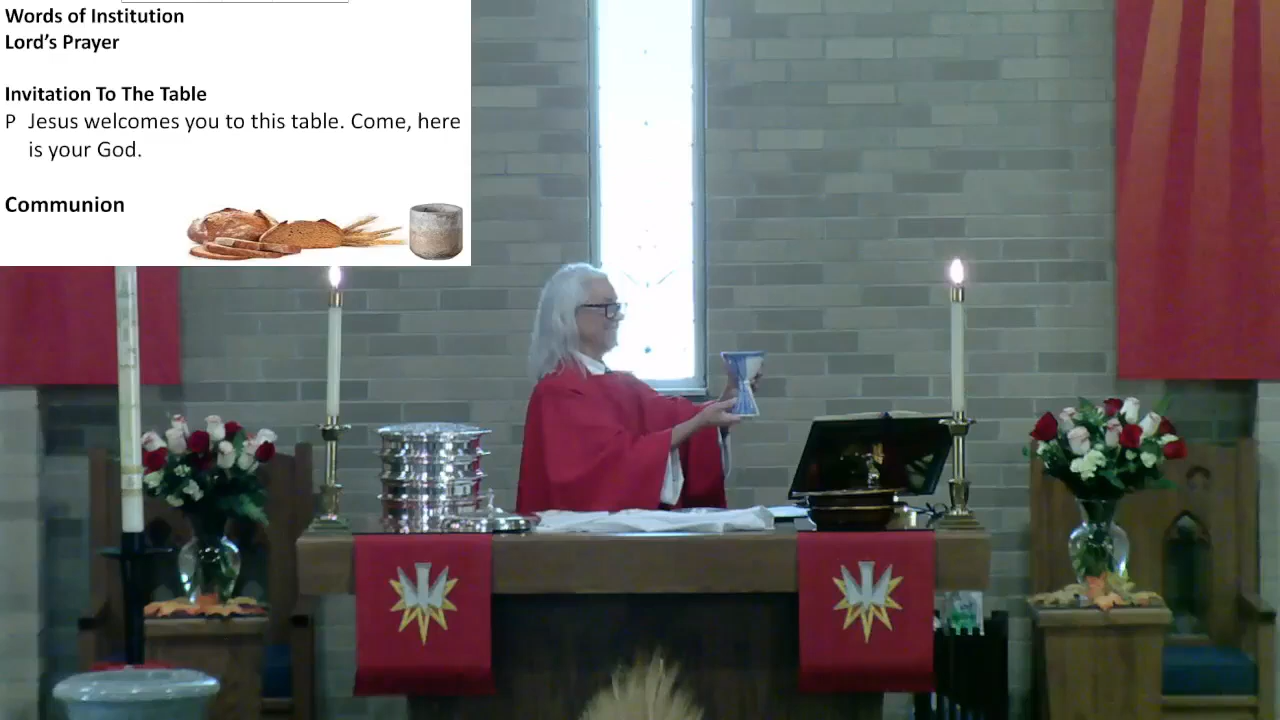 Words of Institution
Lord's Prayer
Invitation To The Table
P Jesus welcomes you to this table. Come, here
is your God.
Communion